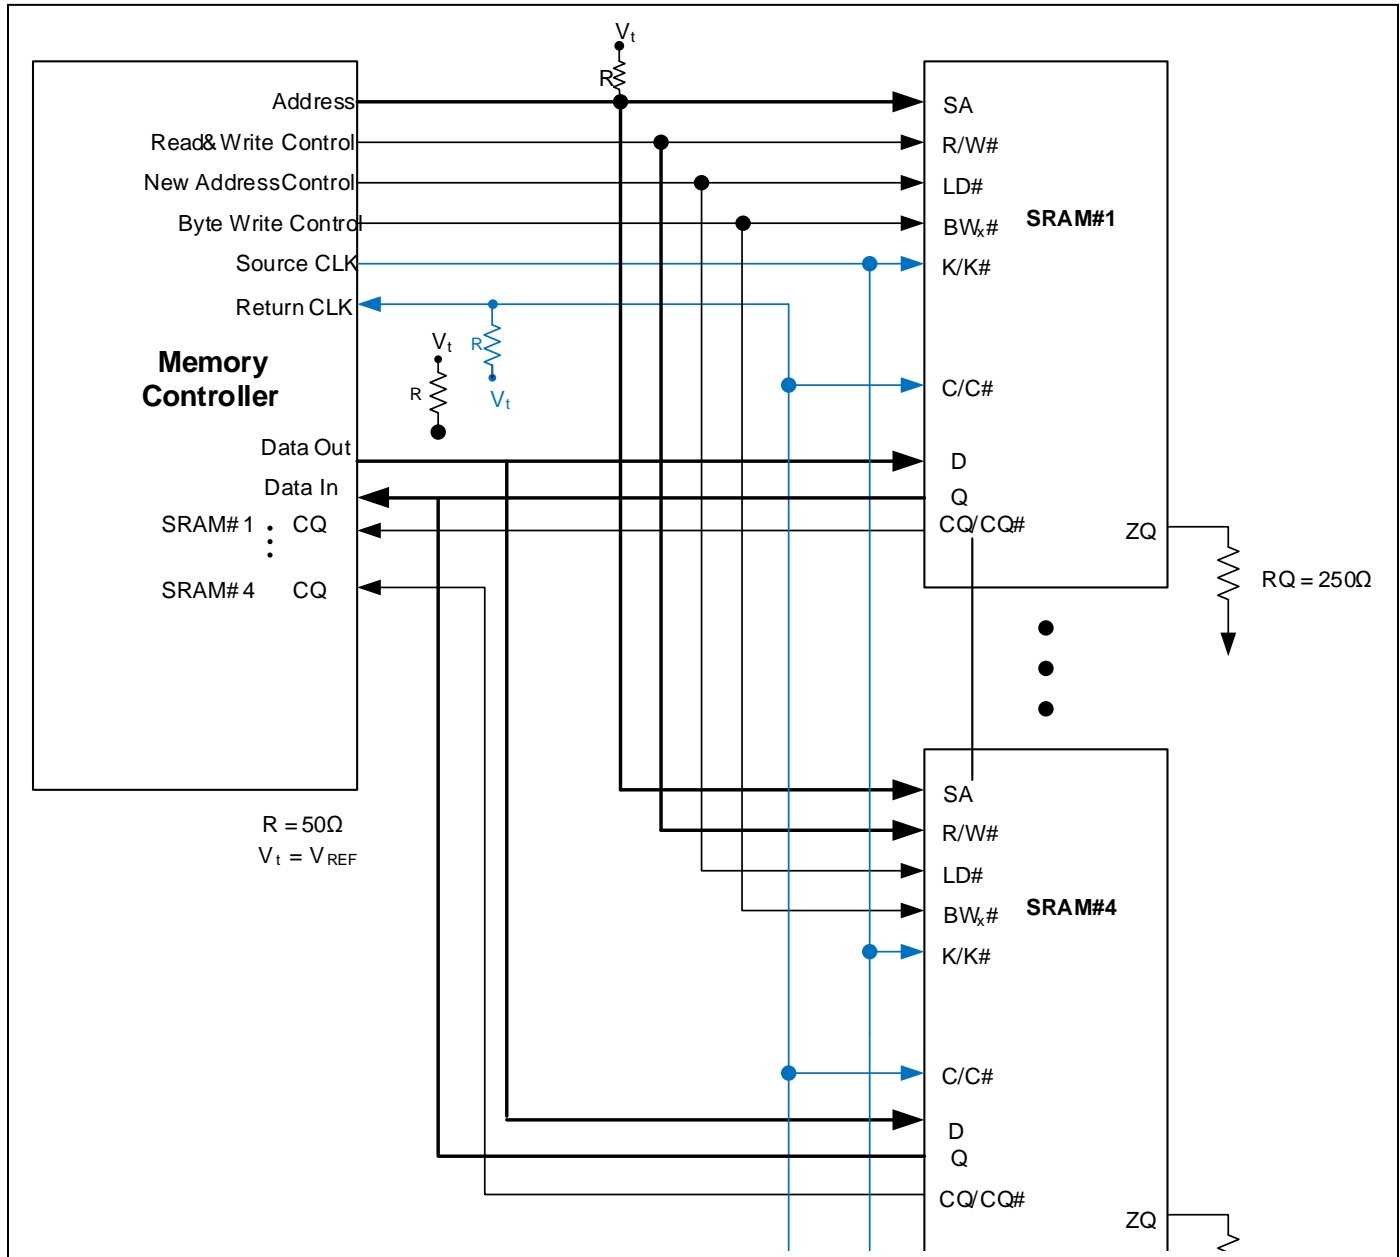 Vt
R
Address
Read& Write Control
New AddressControl
Byte Write Control
Source CLK
Return CLK
Vt
R
R
Vt
Memory
Controller
Data Out
Data In
SRAM# 1 CQ
SRAM# 4 CQ
R = 50Ω
Vt = VREF
SA
R/W#
LD#
BWx#
SRAM#1
K/K#
C/C#
D
Q
CQ/CQ#
ZQ
RQ = 250Ω
SA
R/W#
LD#
BWx#
SRAM#4
K/K#
C/C#
D
Q
CQ/CQ#
ZQ